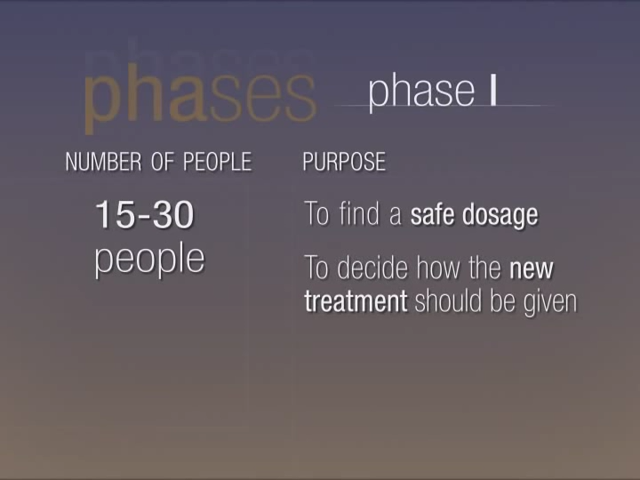 phases
phase I
NUMBER OF PEOPLE
PURPOSE
15-30
people
To find a safe dosage
To decide how the new
treatment should be given